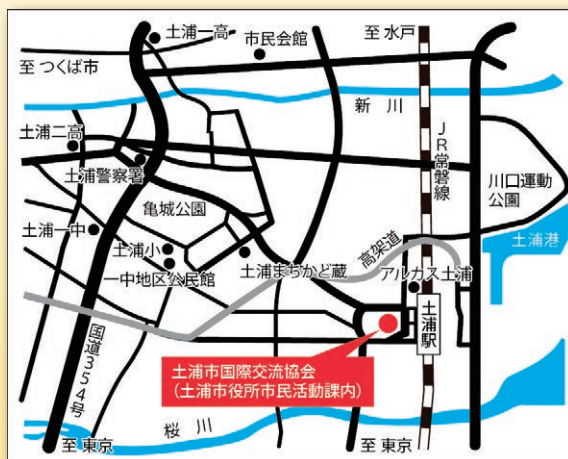 土浦一高
市民会館
至 水戸
至 つくば市
新川
土浦二高
JR常磐線
土浦警察署
川口運動
公園
亀城公園
土浦一中
土浦小
高架道
土浦港
一中地区公民館
土浦まちかど蔵
アルカス土浦
土浦駅
国道354号
土浦市国際交流協会
(土浦市役所市民活動課内)
桜川
至 東京
至 東京